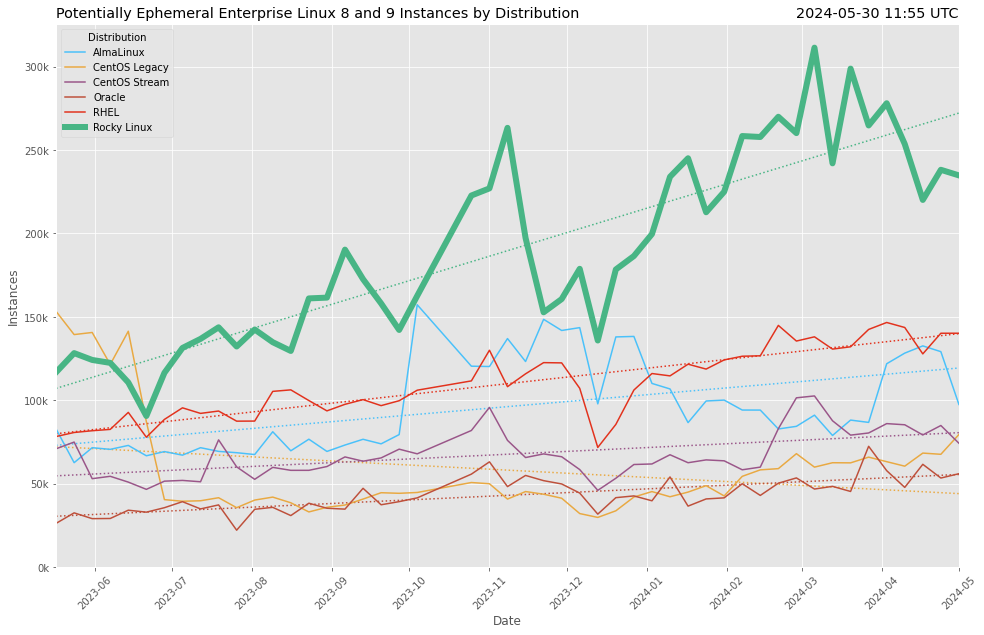 Potentially Ephemeral Enterprise Linux 8 and 9 Instances by Distribution
2024-05-30 11:55 UTC
Distribution
AlmaLinux
CentOS Legacy
CentOS Stream
Oracle
RHEL
Rocky Linux
300k
250k
200k
150k
100k
50k
0k
Instances
2023-06
2023-07
2023-08
2023-09
2023-10
2023-11
2023-12
2024-01
2024-02
2024-03
2024-04
2024-05
Date